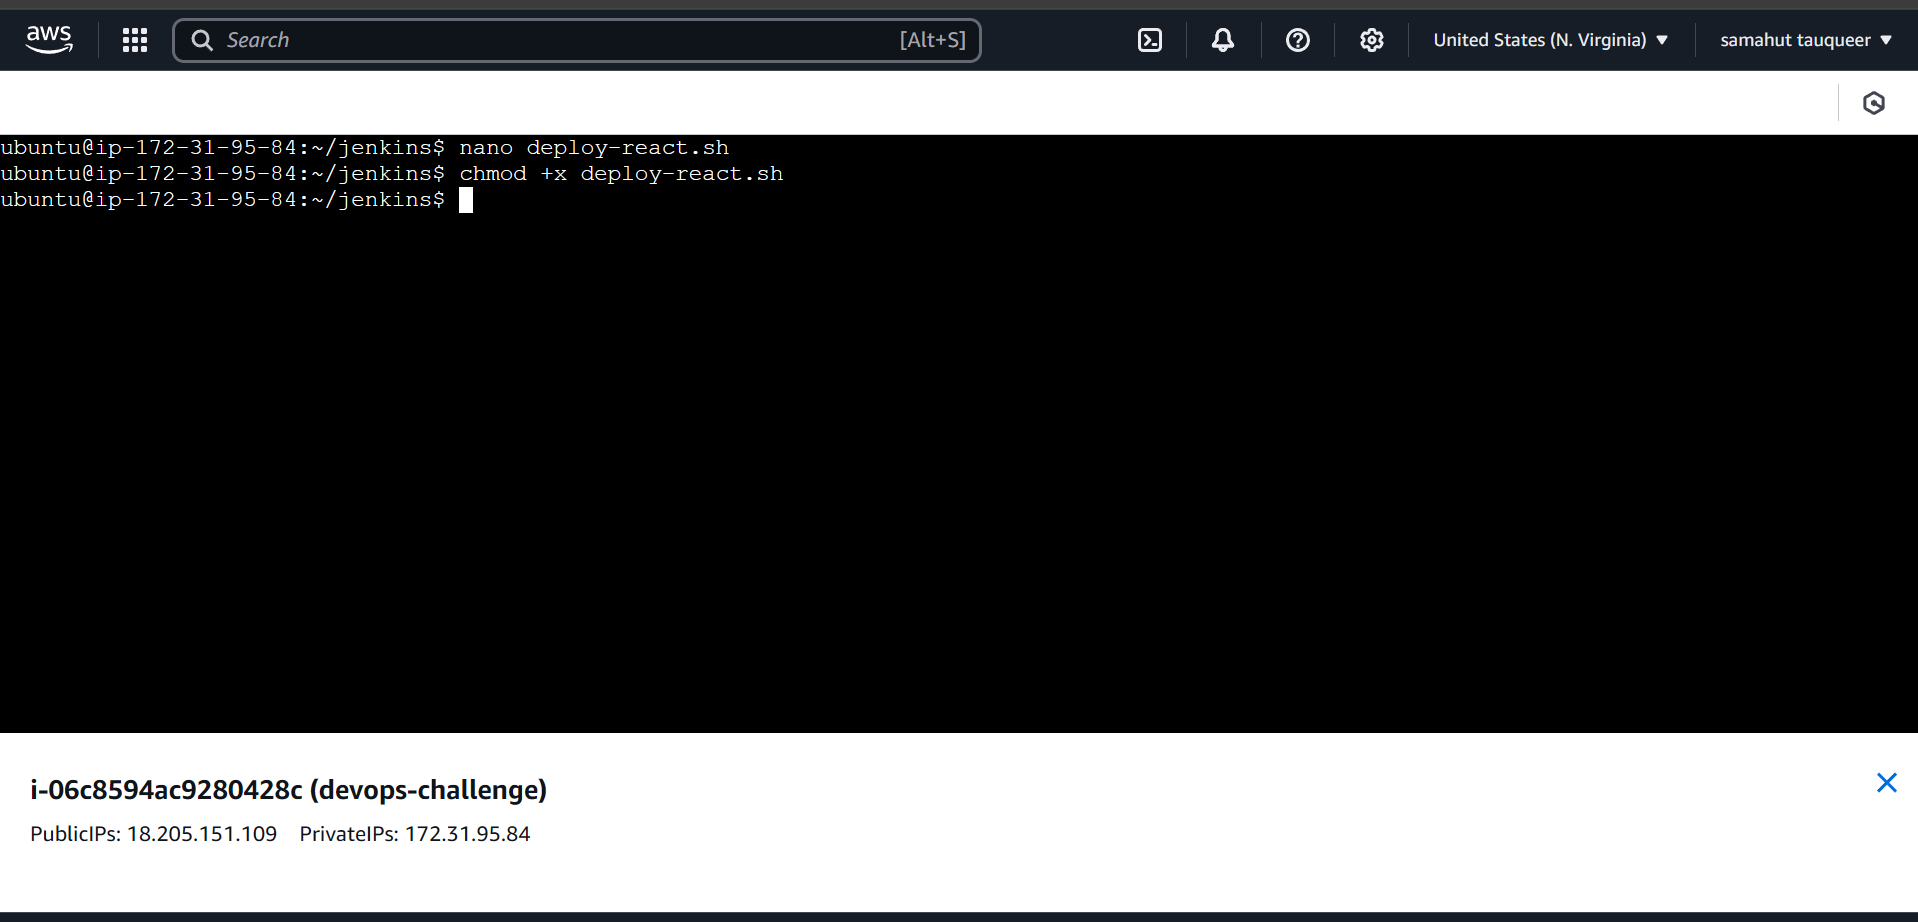 aws
Search [Alt+S] United States (N. Virginia) samahut tauqueer
ubuntu@ip-172-31-95-84:~/jenkins$ nano deploy-react.sh
ubuntu@ip-172-31-95-84:~/jenkins$ chmod +x deploy-react.sh
ubuntu@ip-172-31-95-84:~/jenkins$
i-06c8594ac9280428c (devops-challenge)
PublicIPs: 18.205.151.109 PrivateIPs: 172.31.95.84